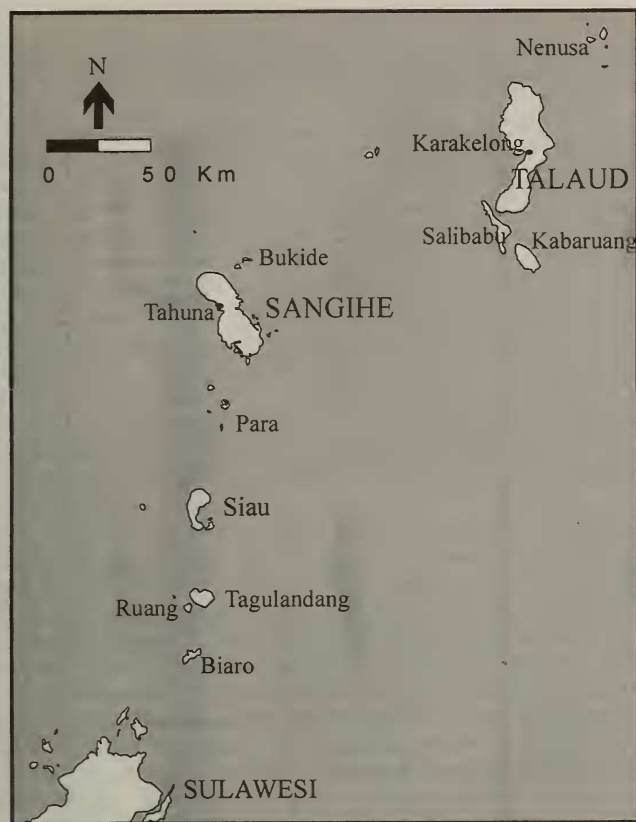 Nenusa
N
Karakelong
0 50 Km
TALAUD
Salibabu
Kabaruang
Bukide
Tahuna
SANGIHE
Para
Siau
Ruang
Tagulandang
Biaro
SULAWESI